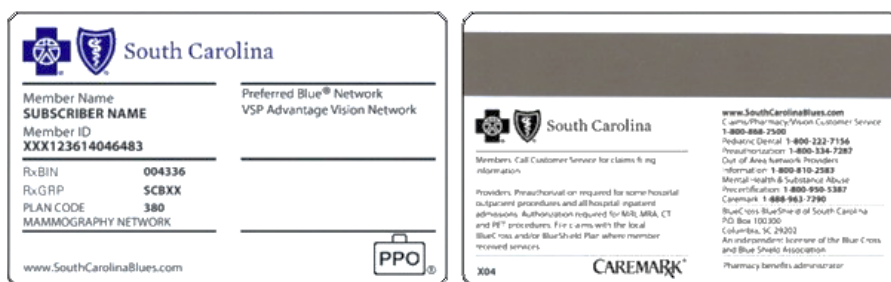 South Carolina
Member Name
SUBSCRIBER NAME
Member ID
XXX123614046483
RxBIN 004336
RxGRP SCBXX
PLAN CODE 380
MAMMOGRAPHY NETWORK
www.SouthCarolinaBlues.com
Preferred Blue® Network
VSP Advantage Vision Network
PPO®
South Carolina
Members: Call Customer Service for claims filing
information.
Providers: Preauthorization required for some hospital
outpatient procedures and all hospital inpatient
admissions. Authorization required for MRI, MRA, CT
and PET procedures. File claims with the local
BlueCross and/or BlueShield Plan where member
received services.
X04
CAREMARK
www.SouthCarolinaBlues.com
Claims/Pharmacy/Vision Customer Service
1-800-868-2500
Pediatric Dental 1-800-222-7156
Preauthorization 1-800-334-7287
Out of Area Network Providers
Information 1-800-810-2583
Mental Health & Substance Abuse
Precertification 1-800-950-5387
Caremark 1-888-963-7290
BlueCross BlueShield of South Carolina
P.O. Box 100300
Columbia, SC 29202
An independent licensee of the Blue Cross
and Blue Shield Association
Pharmacy benefits administrator